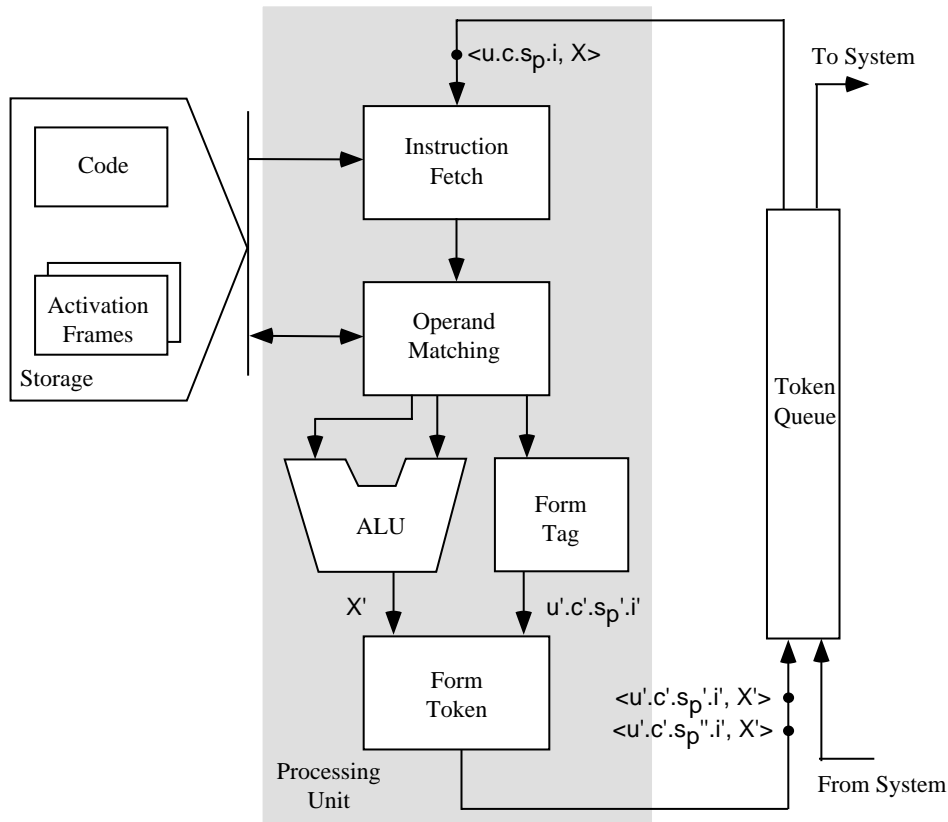 <u.c.sp.i, X>
To System
Instruction
Fetch
Code
Activation
Frames
Storage
Operand
Matching
Token
Queue
ALU
Form
Tag
X'
u'.c'.sp'.i'
Form
Token
<u'.c'.sp'.i', X'>
<u'.c'.sp".i', X'>
Processing
Unit
From System